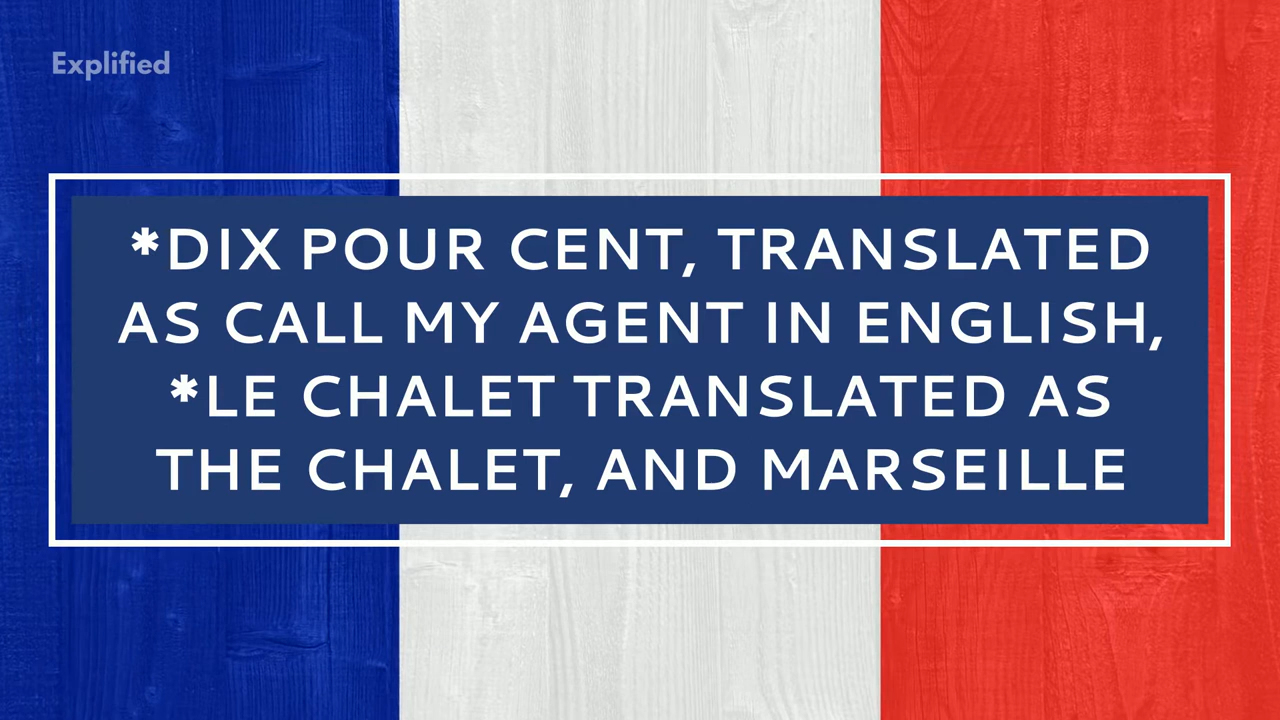 Explified
*DIX POUR CENT, TRANSLATED
AS CALL MY AGENT IN ENGLISH,
*LE CHALET TRANSLATED AS
THE CHALET, AND MARSEILLE